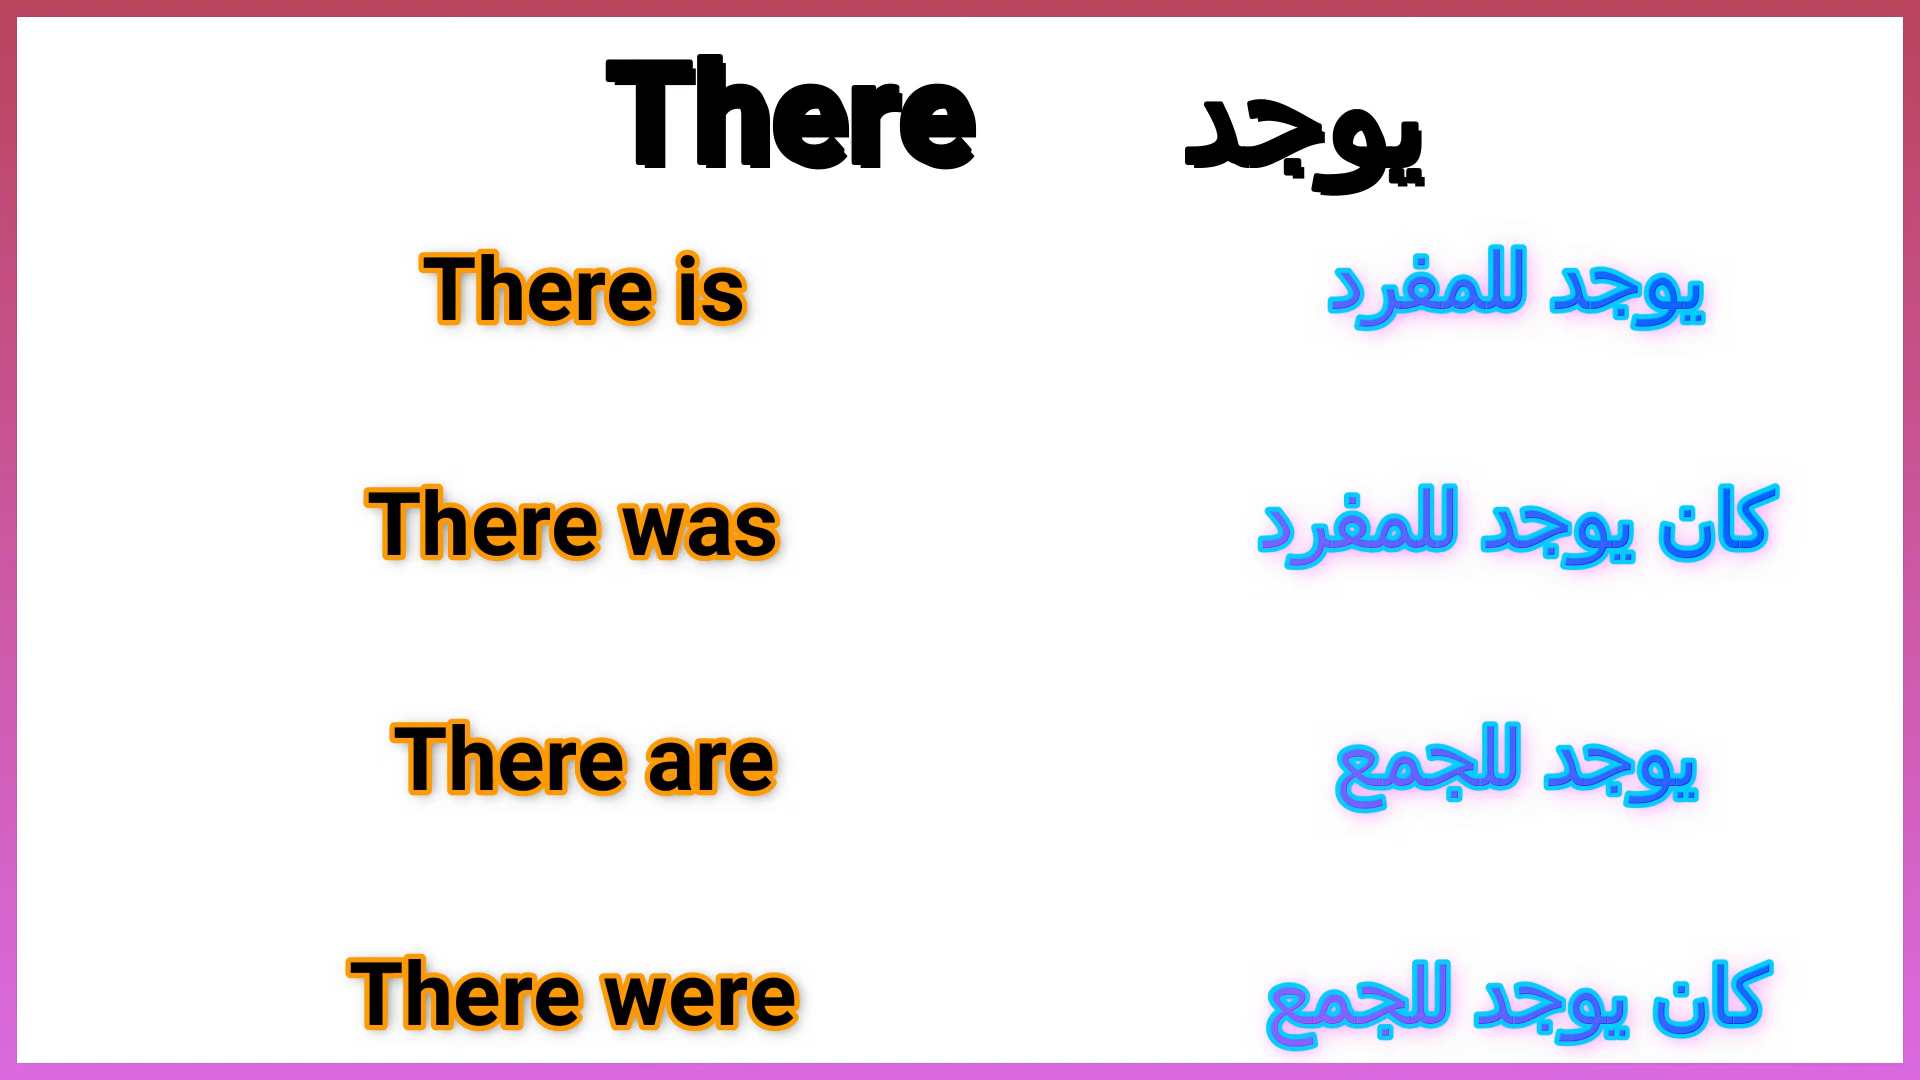 There يوجد
There is يوجد للمفرد
There was كان يوجد للمفرد
There are يوجد للجمع
There were كان يوجد للجمع